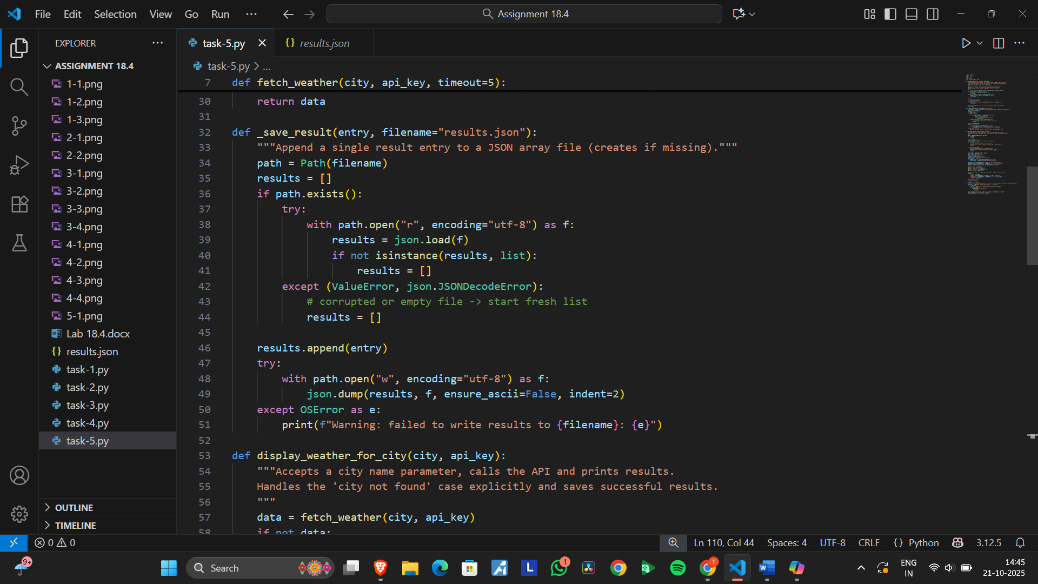 File Edit Selection View Go Run ··· Assignment 18.4
EXPLORER ···
ASSIGNMENT 18.4
1-1.png
1-2.png
1-3.png
2-1.png
2-2.png
3-1.png
3-2.png
3-3.png
3-4.png
4-1.png
4-2.png
4-3.png
4-4.png
5-1.png
Lab 18.4.docx
{} results.json
task-1.py
task-2.py
task-3.py
task-4.py
task-5.py
OUTLINE
TIMELINE
task-5.py {} results.json
task-5.py > ...
7 def fetch_weather(city, api_key, timeout=5):
30 return data
31
32 def _save_result(entry, filename="results.json"):
33 """Append a single result entry to a JSON array file (creates if missing)."""
34 path = Path(filename)
35 results = []
36 if path.exists():
37 try:
38 with path.open("r", encoding="utf-8") as f:
39 results = json.load(f)
40 if not isinstance(results, list):
41 results = []
42 except (ValueError, json.JSONDecodeError):
43 # corrupted or empty file -> start fresh list
44 results = []
45
46 results.append(entry)
47 try:
48 with path.open("w", encoding="utf-8") as f:
49 json.dump(results, f, ensure_ascii=False, indent=2)
50 except OSError as e:
51 print(f"Warning: failed to write results to {filename}: {e}")
52
53 def display_weather_for_city(city, api_key):
54 """Accepts a city name parameter, calls the API and prints results.
55 Handles the 'city not found' case explicitly and saves successful results.
56 """
57 data = fetch_weather(city, api_key)
58 if not data:
0 0 Ln 110, Col 44 Spaces: 4 UTF-8 CRLF {} Python 3.12.5
Search
ENG
IN
14:45
21-10-2025